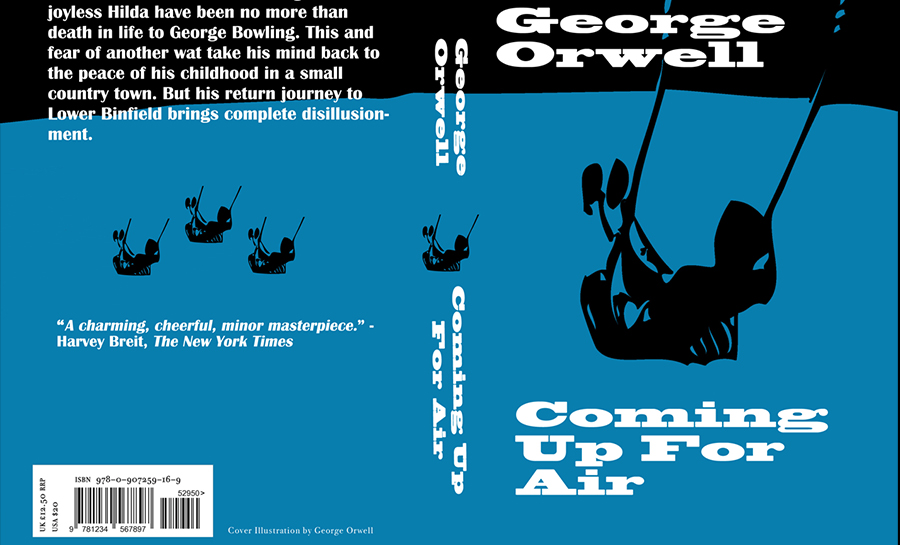 joyless Hilda have been no more than
death in life to George Bowling. This and
fear of another wat take his mind back to
the peace of his childhood in a small
country town. But his return journey to
Lower Binfield brings complete disillusion-
ment.
“A charming, cheerful, minor masterpiece.” -
Harvey Breit, The New York Times
UK £12.50 RRP
USA $20
ISBN 978-0-907259-16-9
52950>
9 781234 567897
Cover Illustration by George Orwell
George
Orwell
Coming Up
For Air
George
Orwell
Coming
Up For
Air